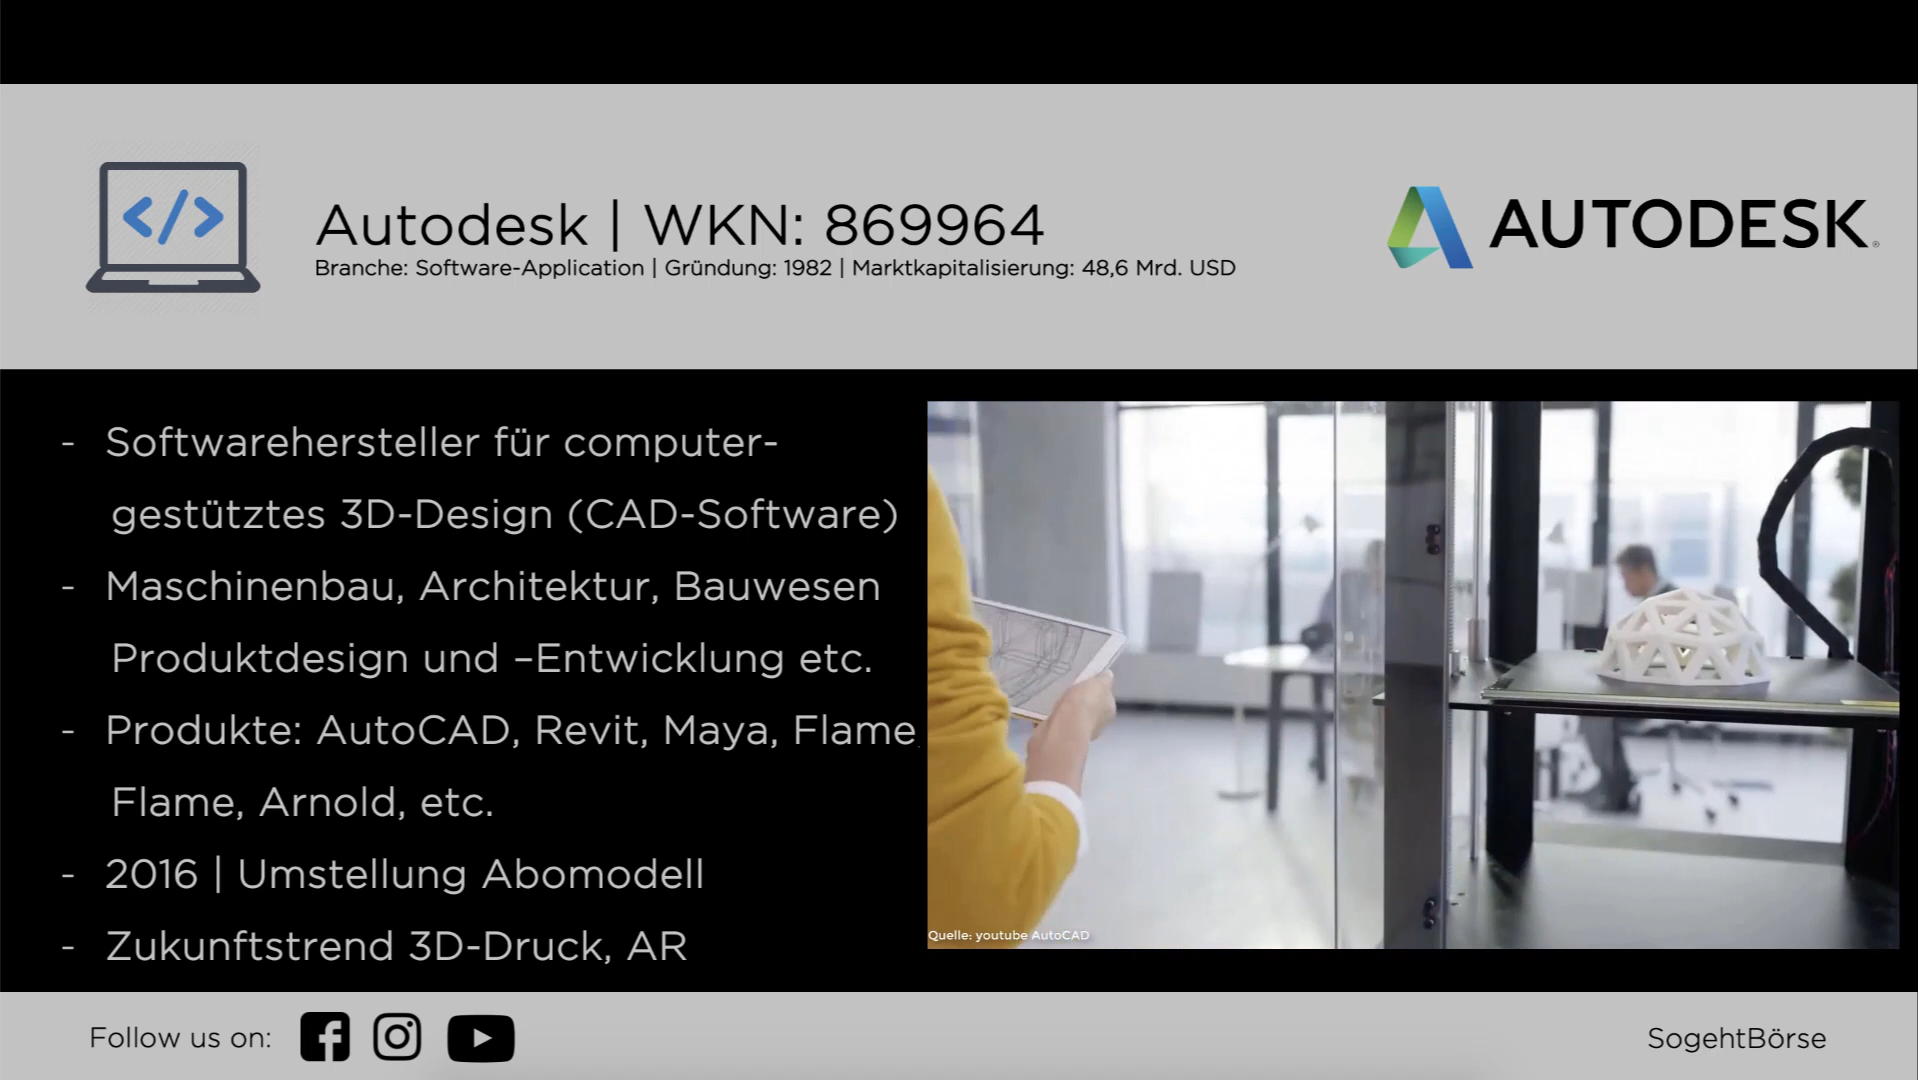 </>
Autodesk | WKN: 869964
Branche: Software-Application | Gründung: 1982 | Marktkapitalisierung: 48,6 Mrd. USD
AUTODESK®
- Softwarehersteller für computer-
gestütztes 3D-Design (CAD-Software)
- Maschinenbau, Architektur, Bauwesen
Produktdesign und –Entwicklung etc.
- Produkte: AutoCAD, Revit, Maya, Flame,
Flame, Arnold, etc.
- 2016 | Umstellung Abomodell
- Zukunftstrend 3D-Druck, AR
Quelle: youtube AutoCAD
Follow us on:
SogehtBörse